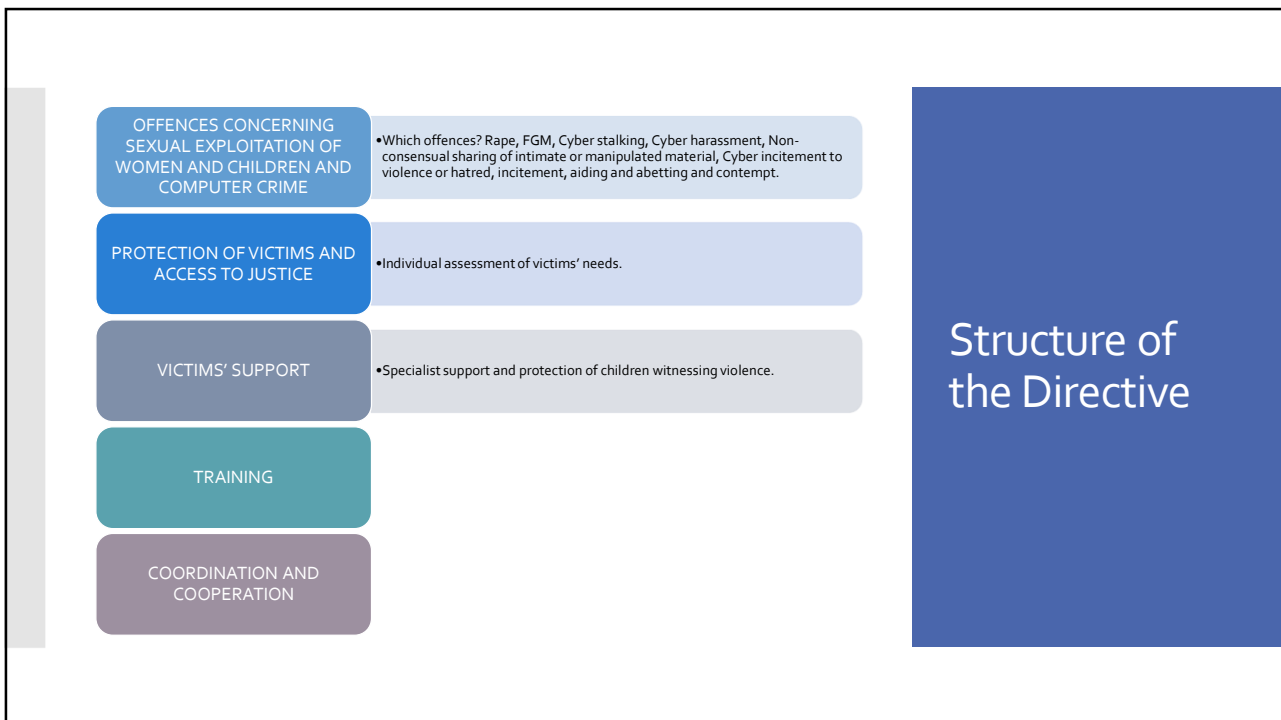 OFFENCES CONCERNING
SEXUAL EXPLOITATION OF
WOMEN AND CHILDREN AND
COMPUTER CRIME
•Which offences? Rape, FGM, Cyber stalking, Cyber harassment, Non-
consensual sharing of intimate or manipulated material, Cyber incitement to
violence or hatred, incitement, aiding and abetting and contempt.
PROTECTION OF VICTIMS AND
ACCESS TO JUSTICE
•Individual assessment of victims’ needs.
VICTIMS’ SUPPORT
•Specialist support and protection of children witnessing violence.
TRAINING
COORDINATION AND
COOPERATION
Structure of
the Directive